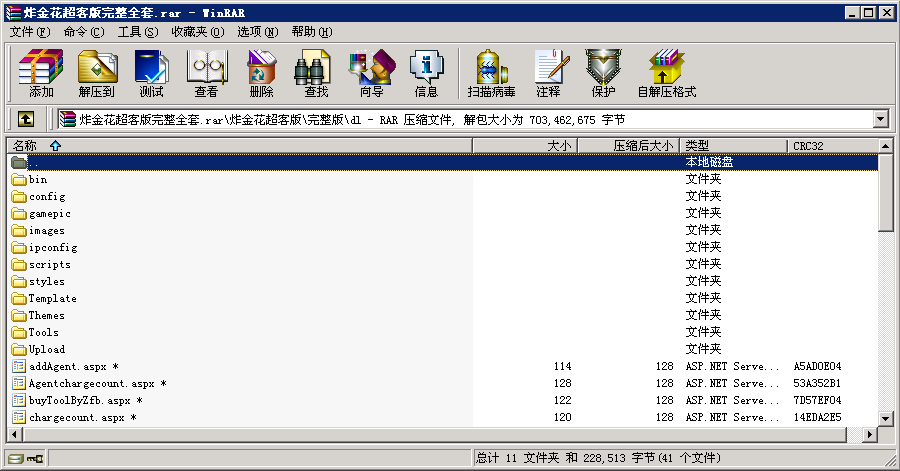 炸金花超客版完整全套.rar - WinRAR
文件(F) 命令(C) 工具(S) 收藏夹(O) 选项(N) 帮助(H)
添加 解压到 测试 查看 删除 查找 向导 信息 扫描病毒 注释 保护 自解压格式
炸金花超客版完整全套.rar\炸金花超客版\完整版\dl - RAR 压缩文件, 解包大小为 703,462,675 字节
名称 大小 压缩后大小 类型 CRC32
.. 本地磁盘
bin 文件夹
config 文件夹
gamepic 文件夹
images 文件夹
ipconfig 文件夹
scripts 文件夹
styles 文件夹
Template 文件夹
Themes 文件夹
Tools 文件夹
Upload 文件夹
addAgent.aspx * 114 128 ASP.NET Serve... A5AD0E04
Agentchargecount.aspx * 128 128 ASP.NET Serve... 53A352B1
buyToolByZfb.aspx * 122 128 ASP.NET Serve... 7D57EF04
chargecount.aspx * 120 128 ASP.NET Serve... 14EDA2E5
总计 11 文件夹 和 228,513 字节(41 个文件)